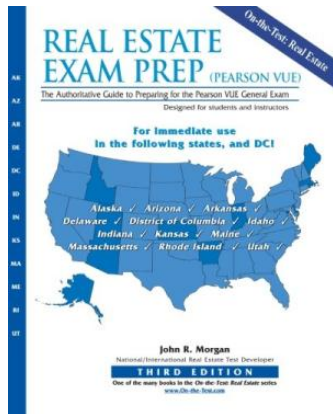 On-the-Test: Real Estate
REAL ESTATE
EXAM PREP (PEARSON VUE)
The Authoritative Guide to Preparing for the Pearson VUE General Exam
Designed for students and instructors
For immediate use
in the following states, and DC!
Alaska ✓ Arizona ✓ Arkansas ✓
Delaware ✓ District of Columbia ✓ Idaho ✓
Indiana ✓ Kansas ✓ Maine ✓
Massachusetts ✓ Rhode Island ✓ Utah ✓
John R. Morgan
National/International Real Estate Test Developer
THIRD EDITION
One of the many books in the On-the-Test: Real Estate series
www.On-the-Test.com
AK
AZ
AR
DE
DC
ID
IN
KS
MA
ME
RI
UT